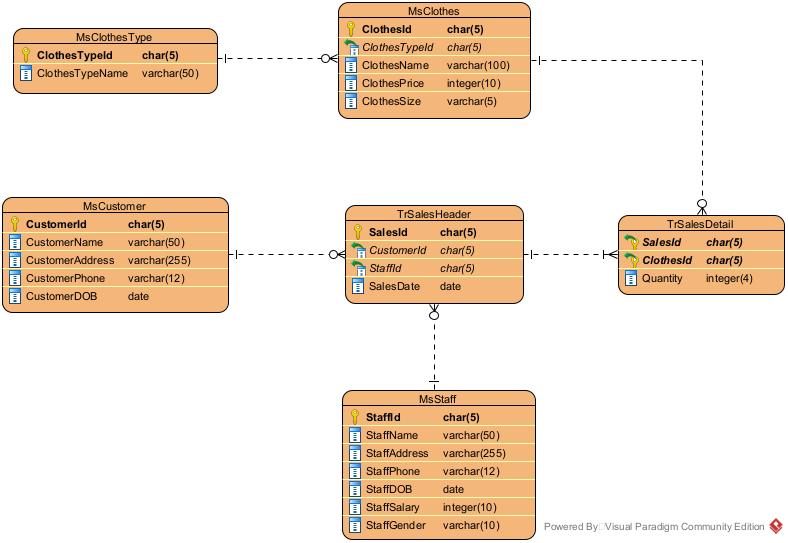 MsClothesType
ClothesTypeId char(5)
ClothesTypeName varchar(50)
MsClothes
ClothesId char(5)
ClothesTypeId char(5)
ClothesName varchar(100)
ClothesPrice integer(10)
ClothesSize varchar(5)
MsCustomer
CustomerId char(5)
CustomerName varchar(50)
CustomerAddress varchar(255)
CustomerPhone varchar(12)
CustomerDOB date
TrSalesHeader
SalesId char(5)
CustomerId char(5)
StaffId char(5)
SalesDate date
TrSalesDetail
SalesId char(5)
ClothesId char(5)
Quantity integer(4)
MsStaff
StaffId char(5)
StaffName varchar(50)
StaffAddress varchar(255)
StaffPhone varchar(12)
StaffDOB date
StaffSalary integer(10)
StaffGender varchar(10)
Powered By Visual Paradigm Community Edition